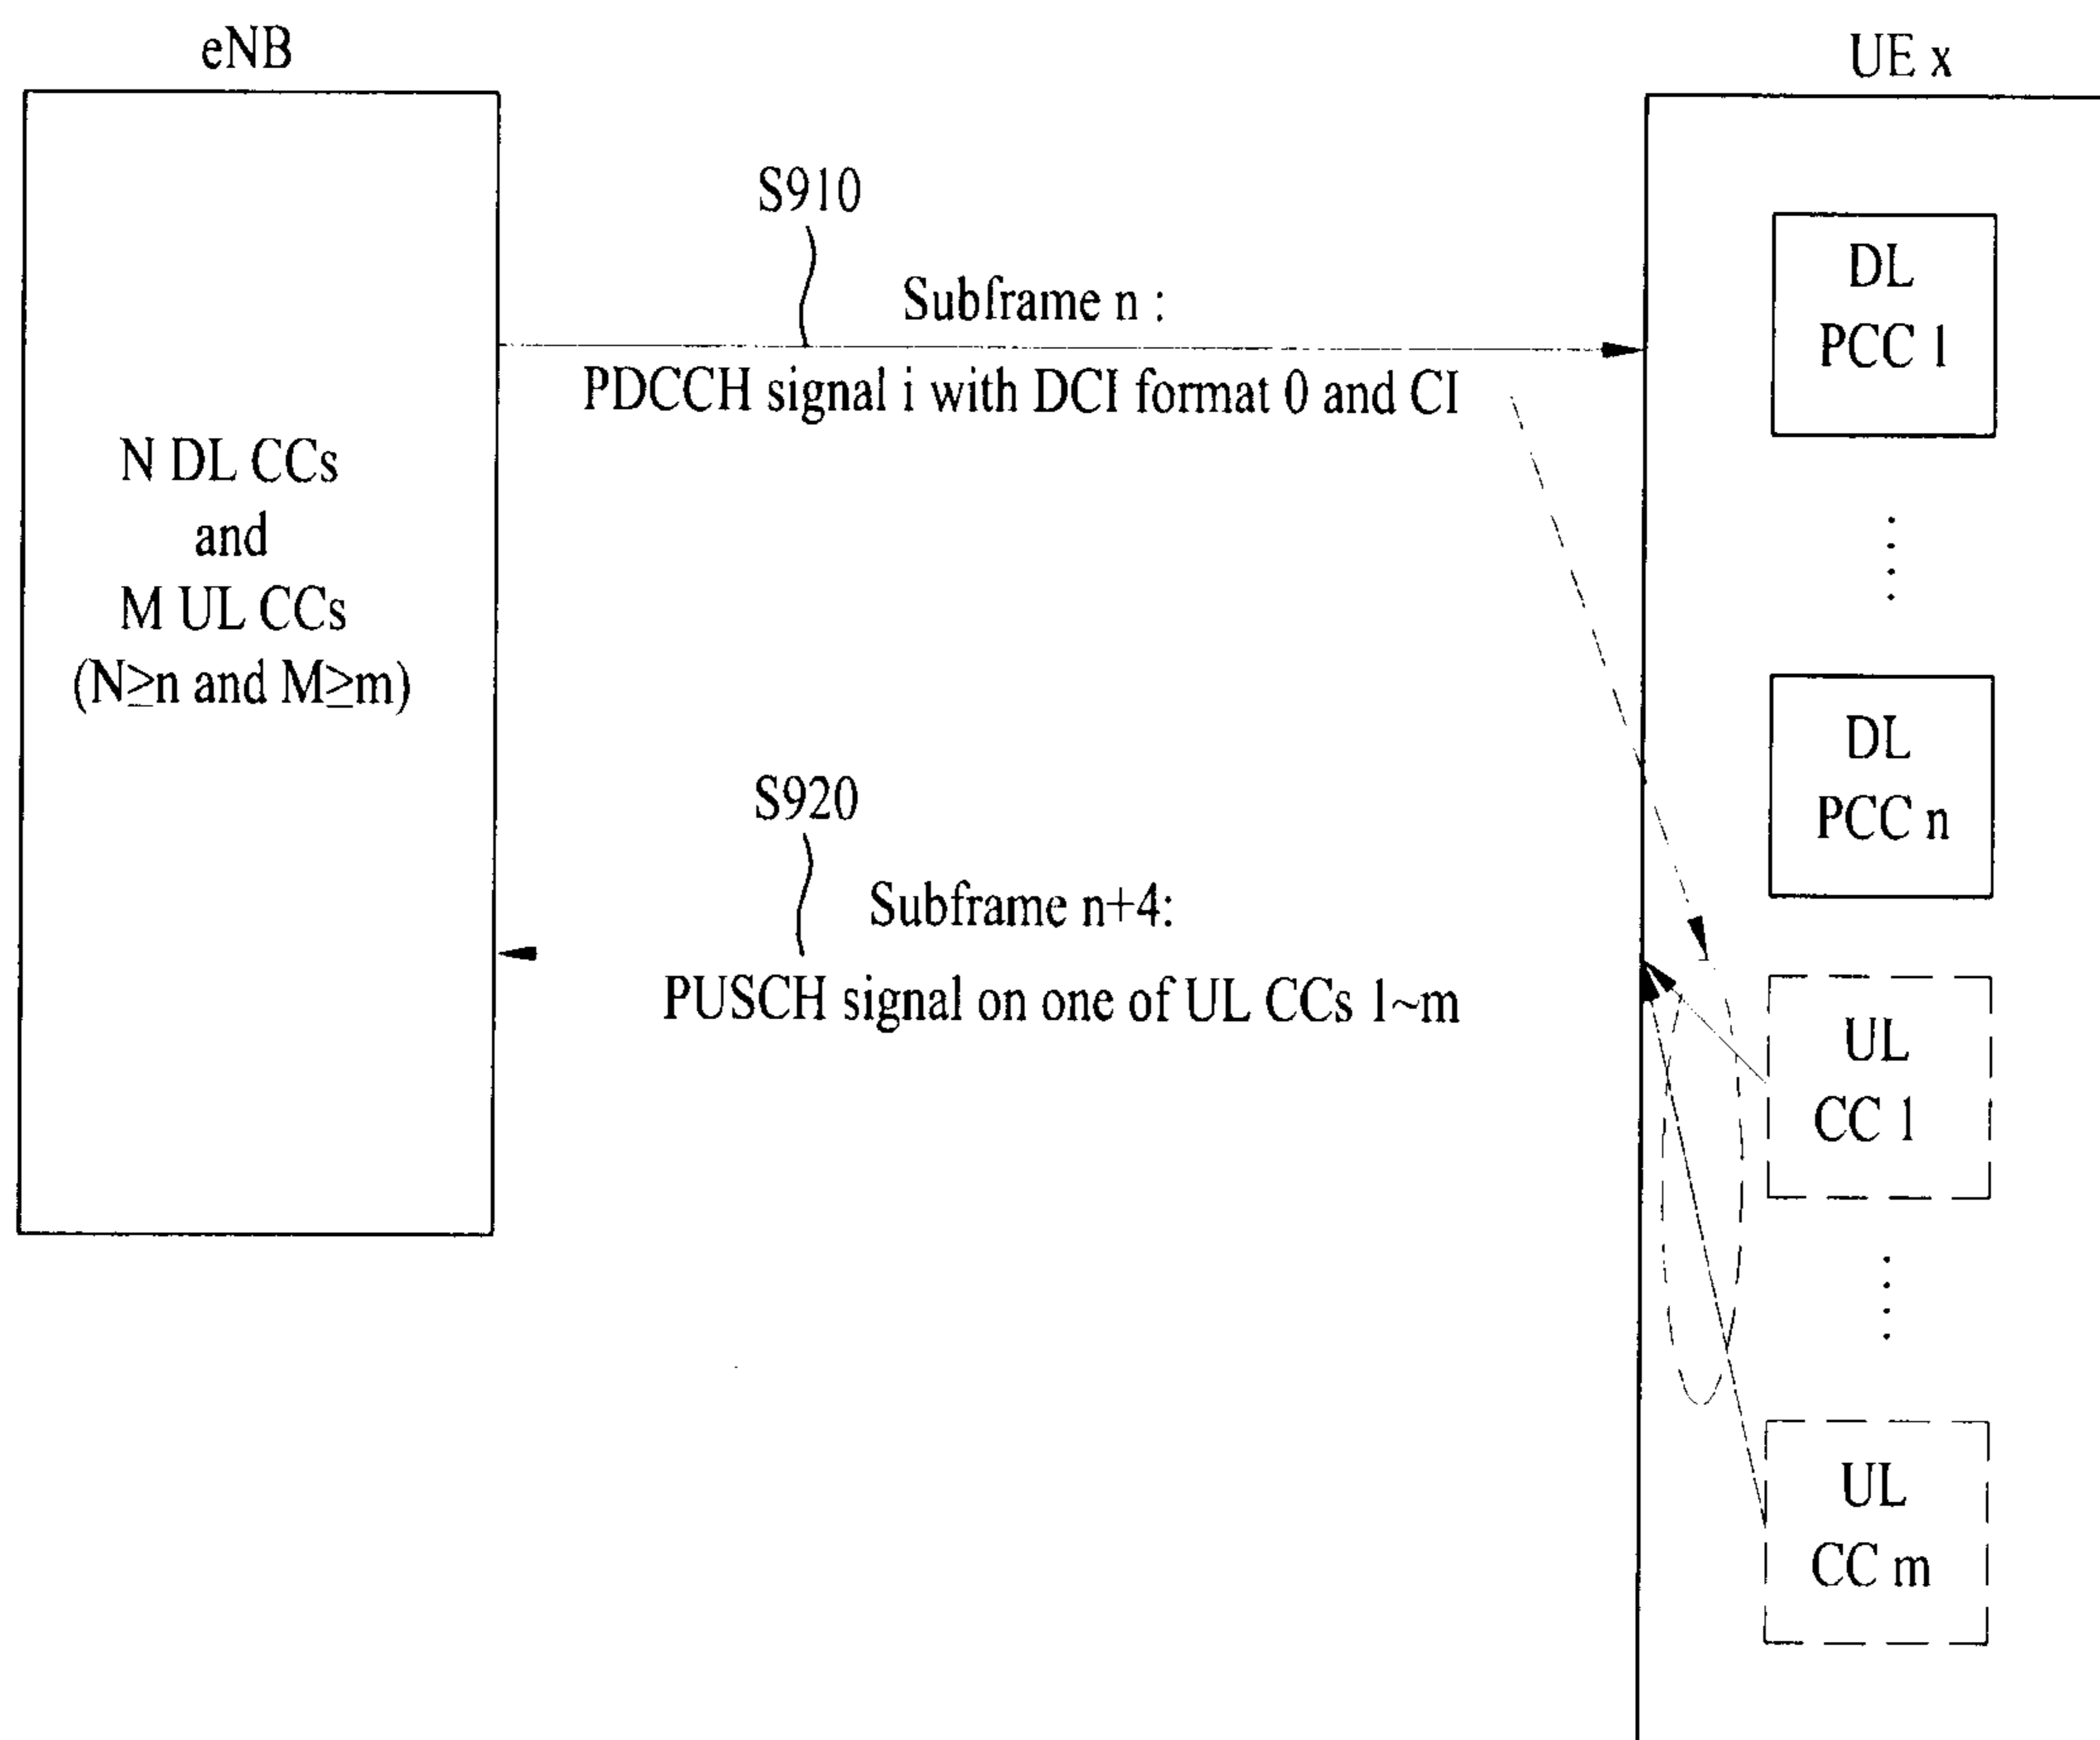 eNB
N DL CCs
and
M UL CCs
(N≥n and M≥m)
S910
Subframe n :
PDCCH signal i with DCI format 0 and CI
S920
Subframe n+4:
PUSCH signal on one of UL CCs 1~m
UE x
DL
PCC 1
DL
PCC n
UL
CC 1
UL
CC m